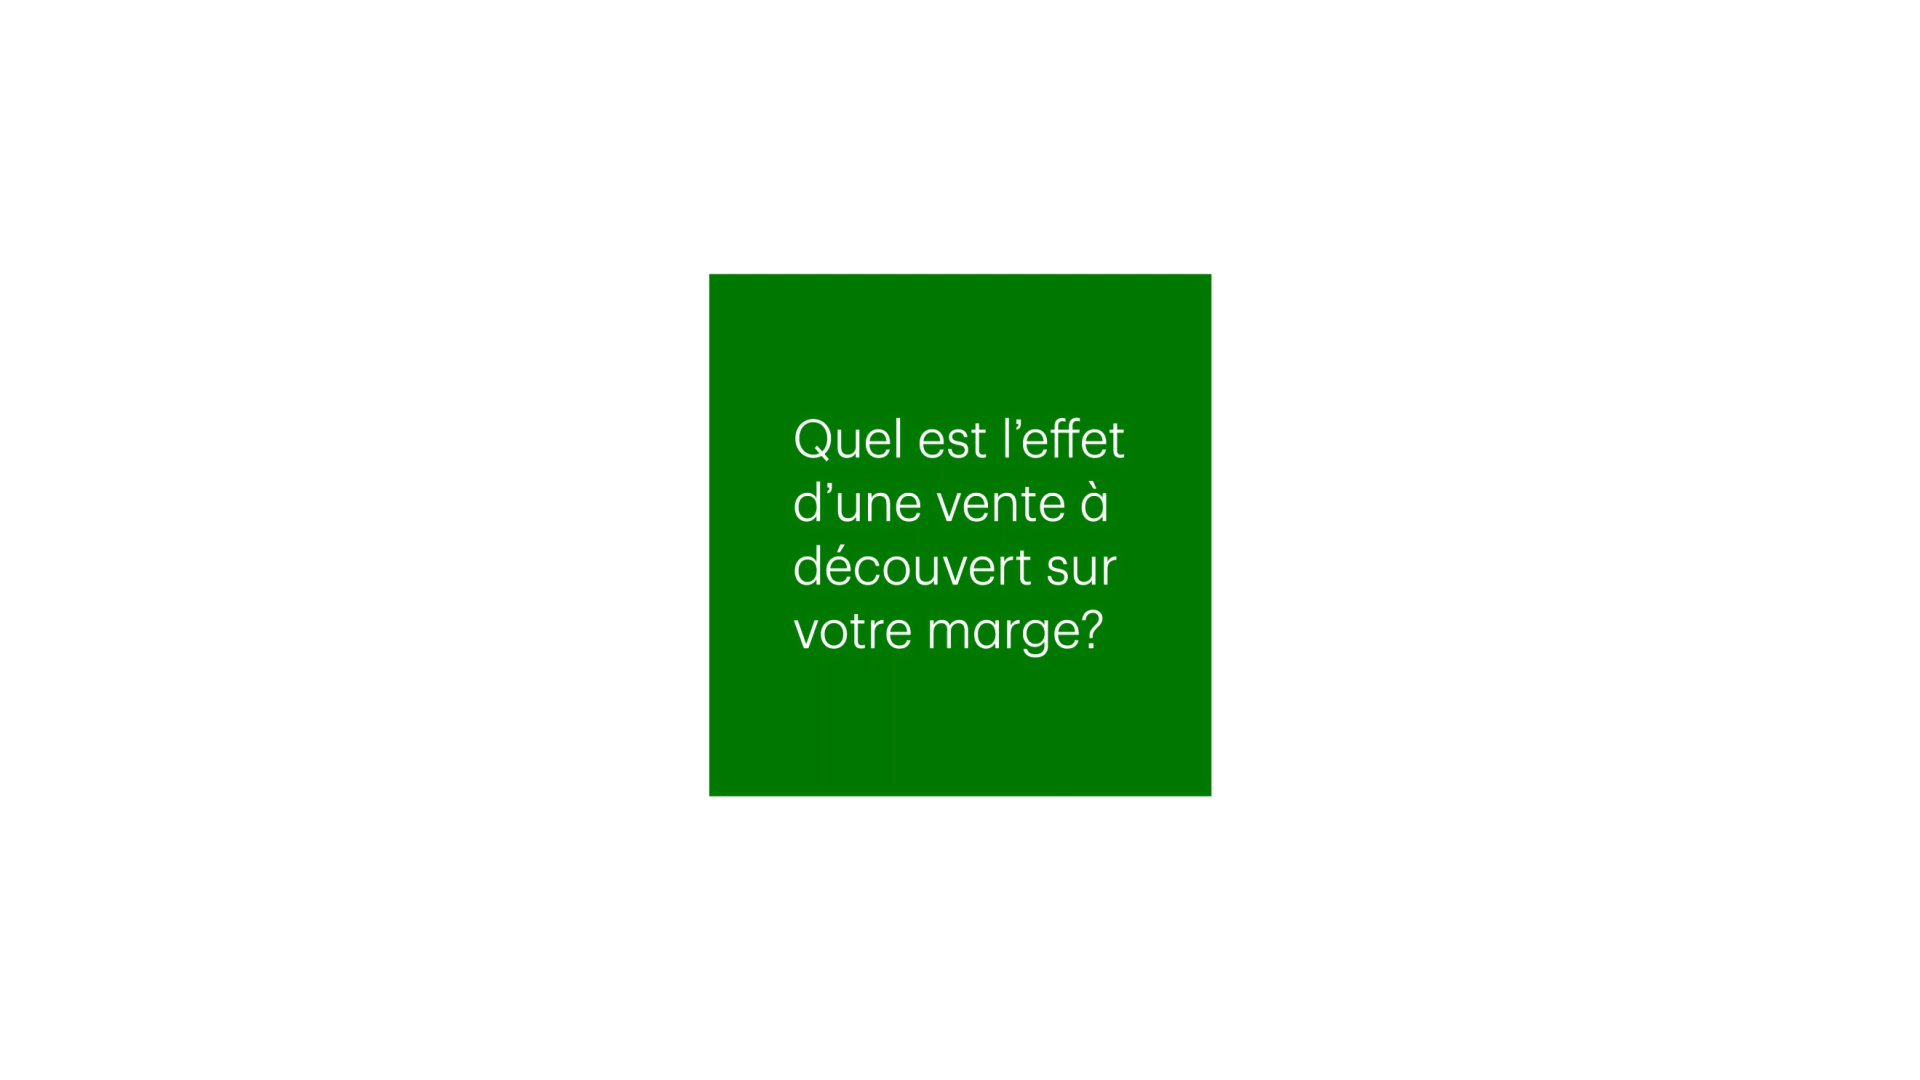 Quel est l’effet
d’une vente à
découvert sur
votre marge?